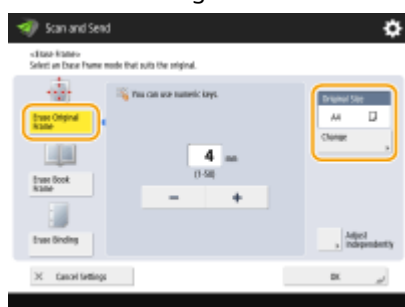 Scan and Send
<Erase Frame>
Select an Erase Frame mode that suits the original.
You can use numeric keys.
Erase Original
Frame
Original Size
A4
Change
4 mm
(1-50)
Erase Book
Frame
− +
Erase Binding
Adjust
Independently
× Cancel Settings
OK